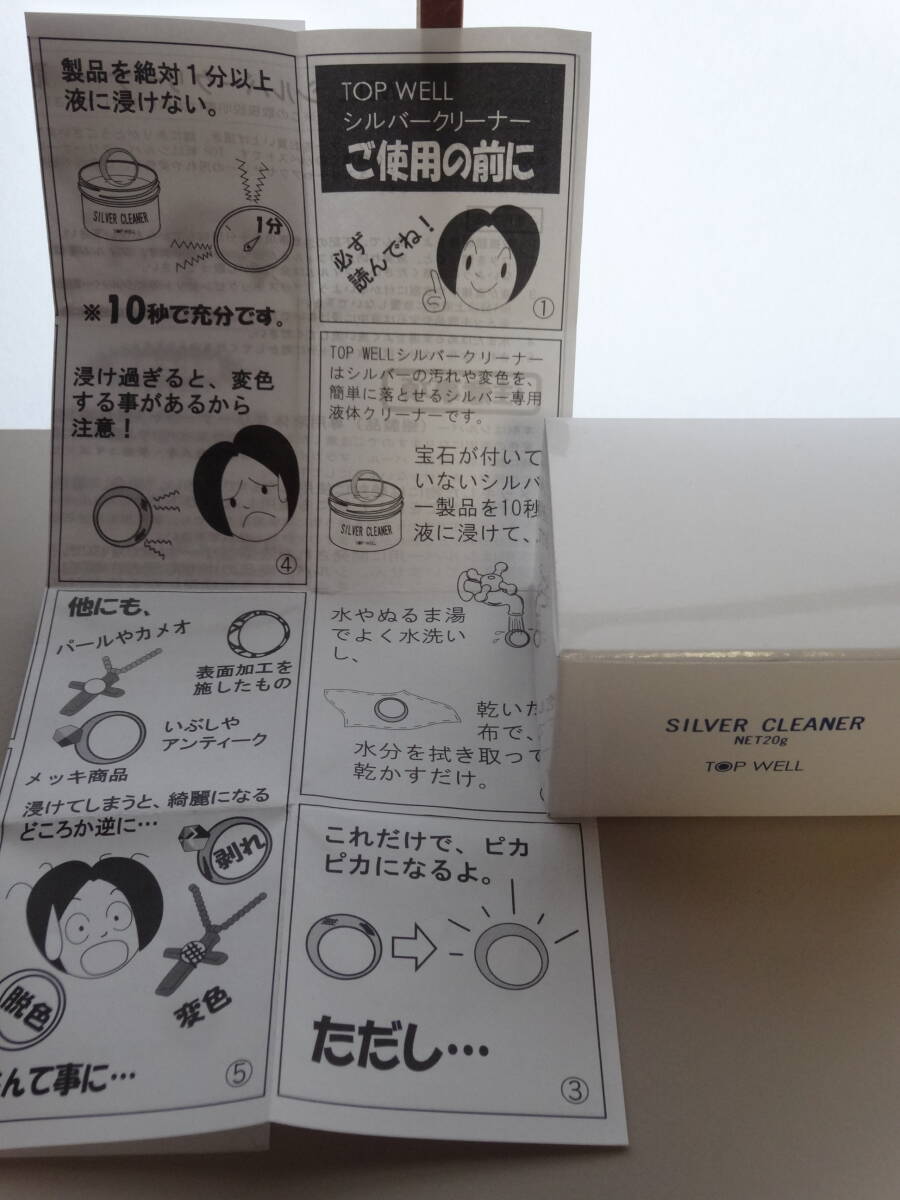 TOP WELL
シルバークリーナー
ご使用の前に
必ず
読んでね！
①
TOP WELLシルバークリーナー
はシルバーの汚れや変色を、
簡単に落とせるシルバー専用
液体クリーナーです。
宝石が付いて
いないシルバ
ー製品を10秒
液に浸けて、
SILVER CLEANER
TOP WELL
水やぬるま湯
でよく水洗い
し、
乾いた
布で、
水分を拭き取って
乾かすだけ。
これだけで、ピカ
ピカになるよ。
ただし…
③
製品を絶対１分以上
液に浸けない。
SILVER CLEANER
TOP WELL
1分
※10秒で充分です。
浸け過ぎると、変色
する事があるから
注意！
④
他にも、
パールやカメオ
表面加工を
施したもの
いぶしや
アンティーク
メッキ商品
浸けてしまうと、綺麗になる
どころか逆に…
剥れ
脱色
変色
んて事に…
⑤
SILVER CLEANER
NET20g
TOP WELL